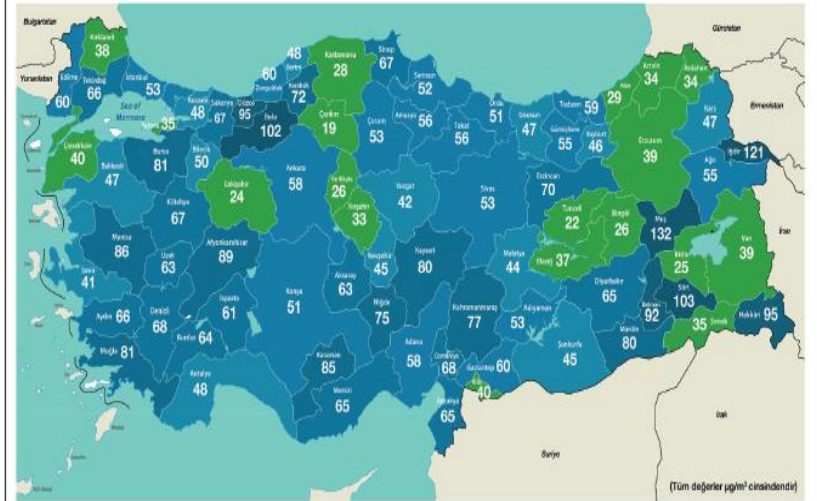 Bulgaristan
Gürcistan
Yunanistan
Ermenistan
İran
Irak
Suriye
Sea of
Marmara
Kırklareli
38
Edirne
60
Tekirdağ
66
İstanbul
53
35
Kocaeli
48
Sakarya
67
Düzce
95
Bolu
102
60
Zonguldak
48
Bartın
Karabük
72
Kastamonu
28
Sinop
67
Samsun
52
Çankırı
19
Çorum
53
Amasya
56
Tokat
56
Ordu
51
Giresun
47
Trabzon
59
Gümüşhane
55
Bayburt
46
Rize
29
Artvin
34
Ardahan
34
Kars
47
Iğdır 121
Ağrı
55
Erzurum
39
Erzincan
70
Çanakkale
40
Balıkesir
47
Bursa
81
Bilecik
50
Eskişehir
24
Ankara
58
Kırıkkale
26
Kırşehir
33
Yozgat
42
Sivas
53
Tunceli
22
Bingöl
26
Elazığ 37
Muş
132
Bitlis
25
Van
39
Kütahya
67
Manisa
86
Uşak
63
Afyonkarahisar
89
İzmir
41
Aydın 66
Denizli
68
Muğla 81
Burdur 64
Isparta
61
Antalya
48
Konya
51
Aksaray
63
Nevşehir
45
Kayseri
80
Niğde
75
Karaman
85
Mersin
65
Adana
58
Kahramanmaraş
77
Osmaniye
68
Gaziantep 60
Kilis
40
65
Malatya
44
Adıyaman
53
Şanlıurfa
45
Diyarbakır
65
Mardin
80
Batman
92
Siirt
103
35 Şırnak
Hakkâri 95
(Tüm değerler µg/m³ cinsindendir)